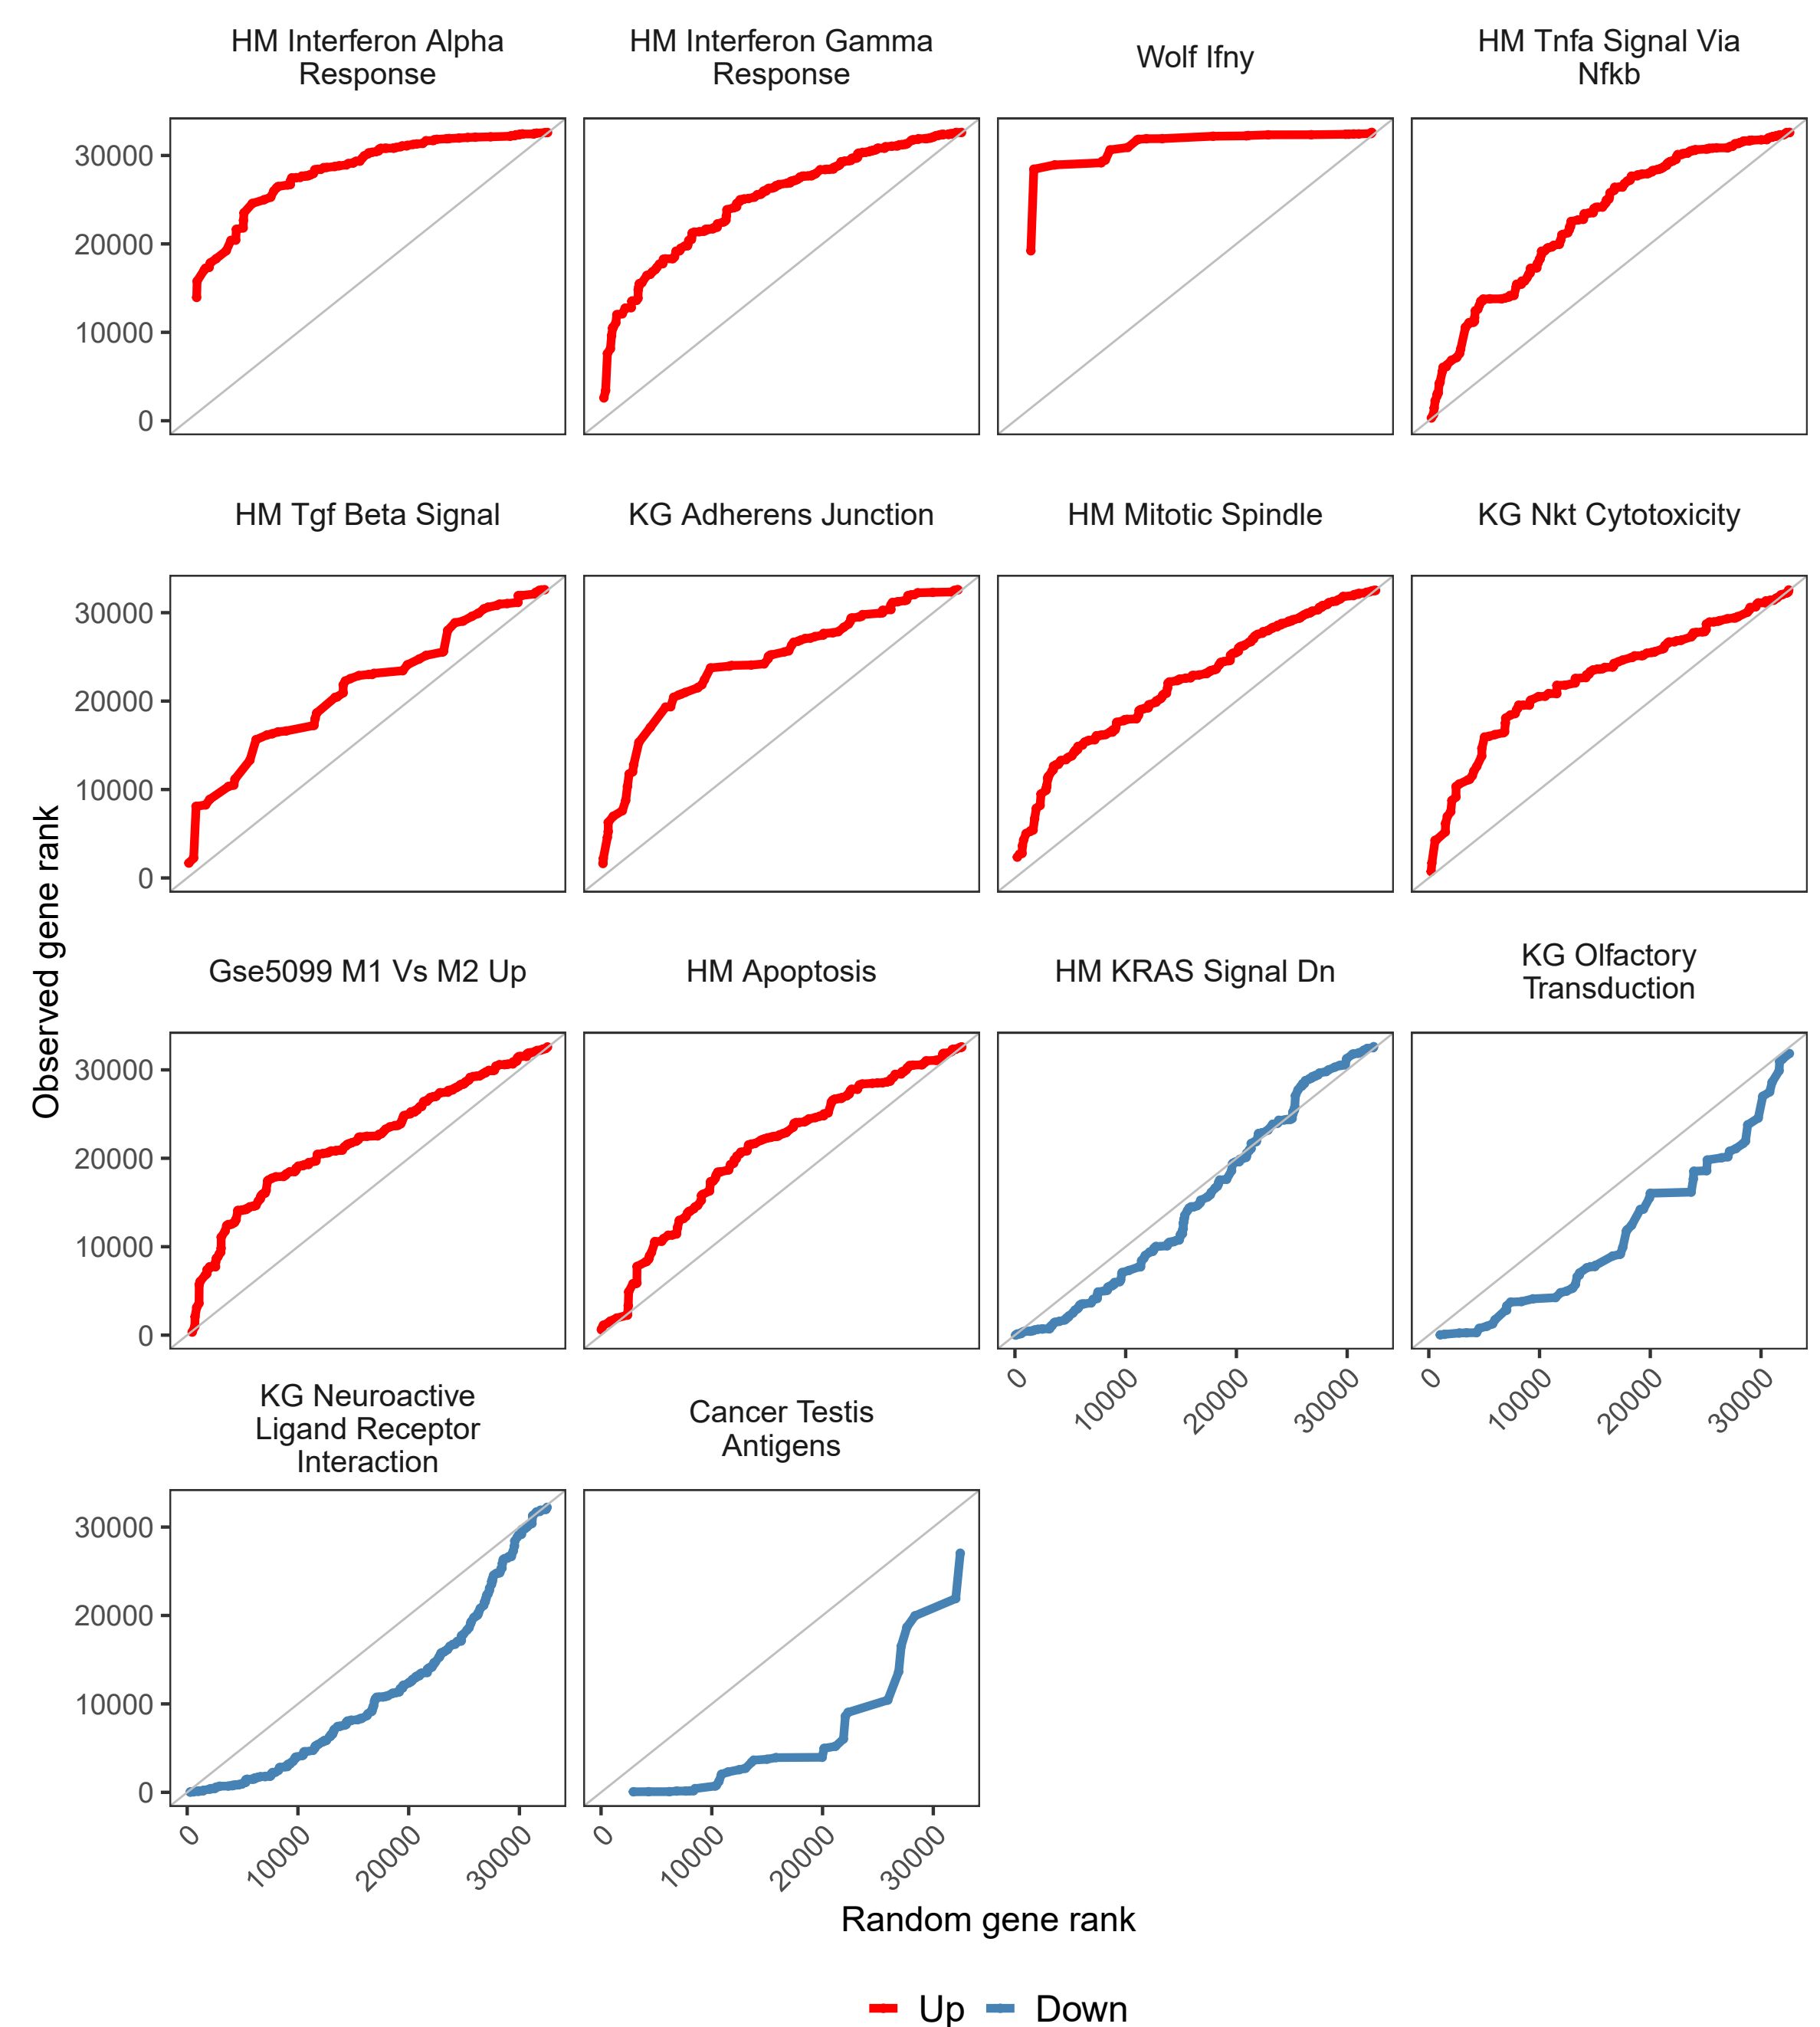 HM Interferon Alpha
Response
HM Interferon Gamma
Response
Wolf Ifny
HM Tnfa Signal Via
Nfkb
30000
20000
10000
0
HM Tgf Beta Signal
KG Adherens Junction
HM Mitotic Spindle
KG Nkt Cytotoxicity
30000
20000
10000
0
Observed gene rank
Gse5099 M1 Vs M2 Up
HM Apoptosis
HM KRAS Signal Dn
KG Olfactory
Transduction
30000
20000
10000
0
0
10000
20000
30000
0
10000
20000
30000
KG Neuroactive
Ligand Receptor
Interaction
Cancer Testis
Antigens
30000
20000
10000
0
0
10000
20000
30000
0
10000
20000
30000
Random gene rank
Up
Down